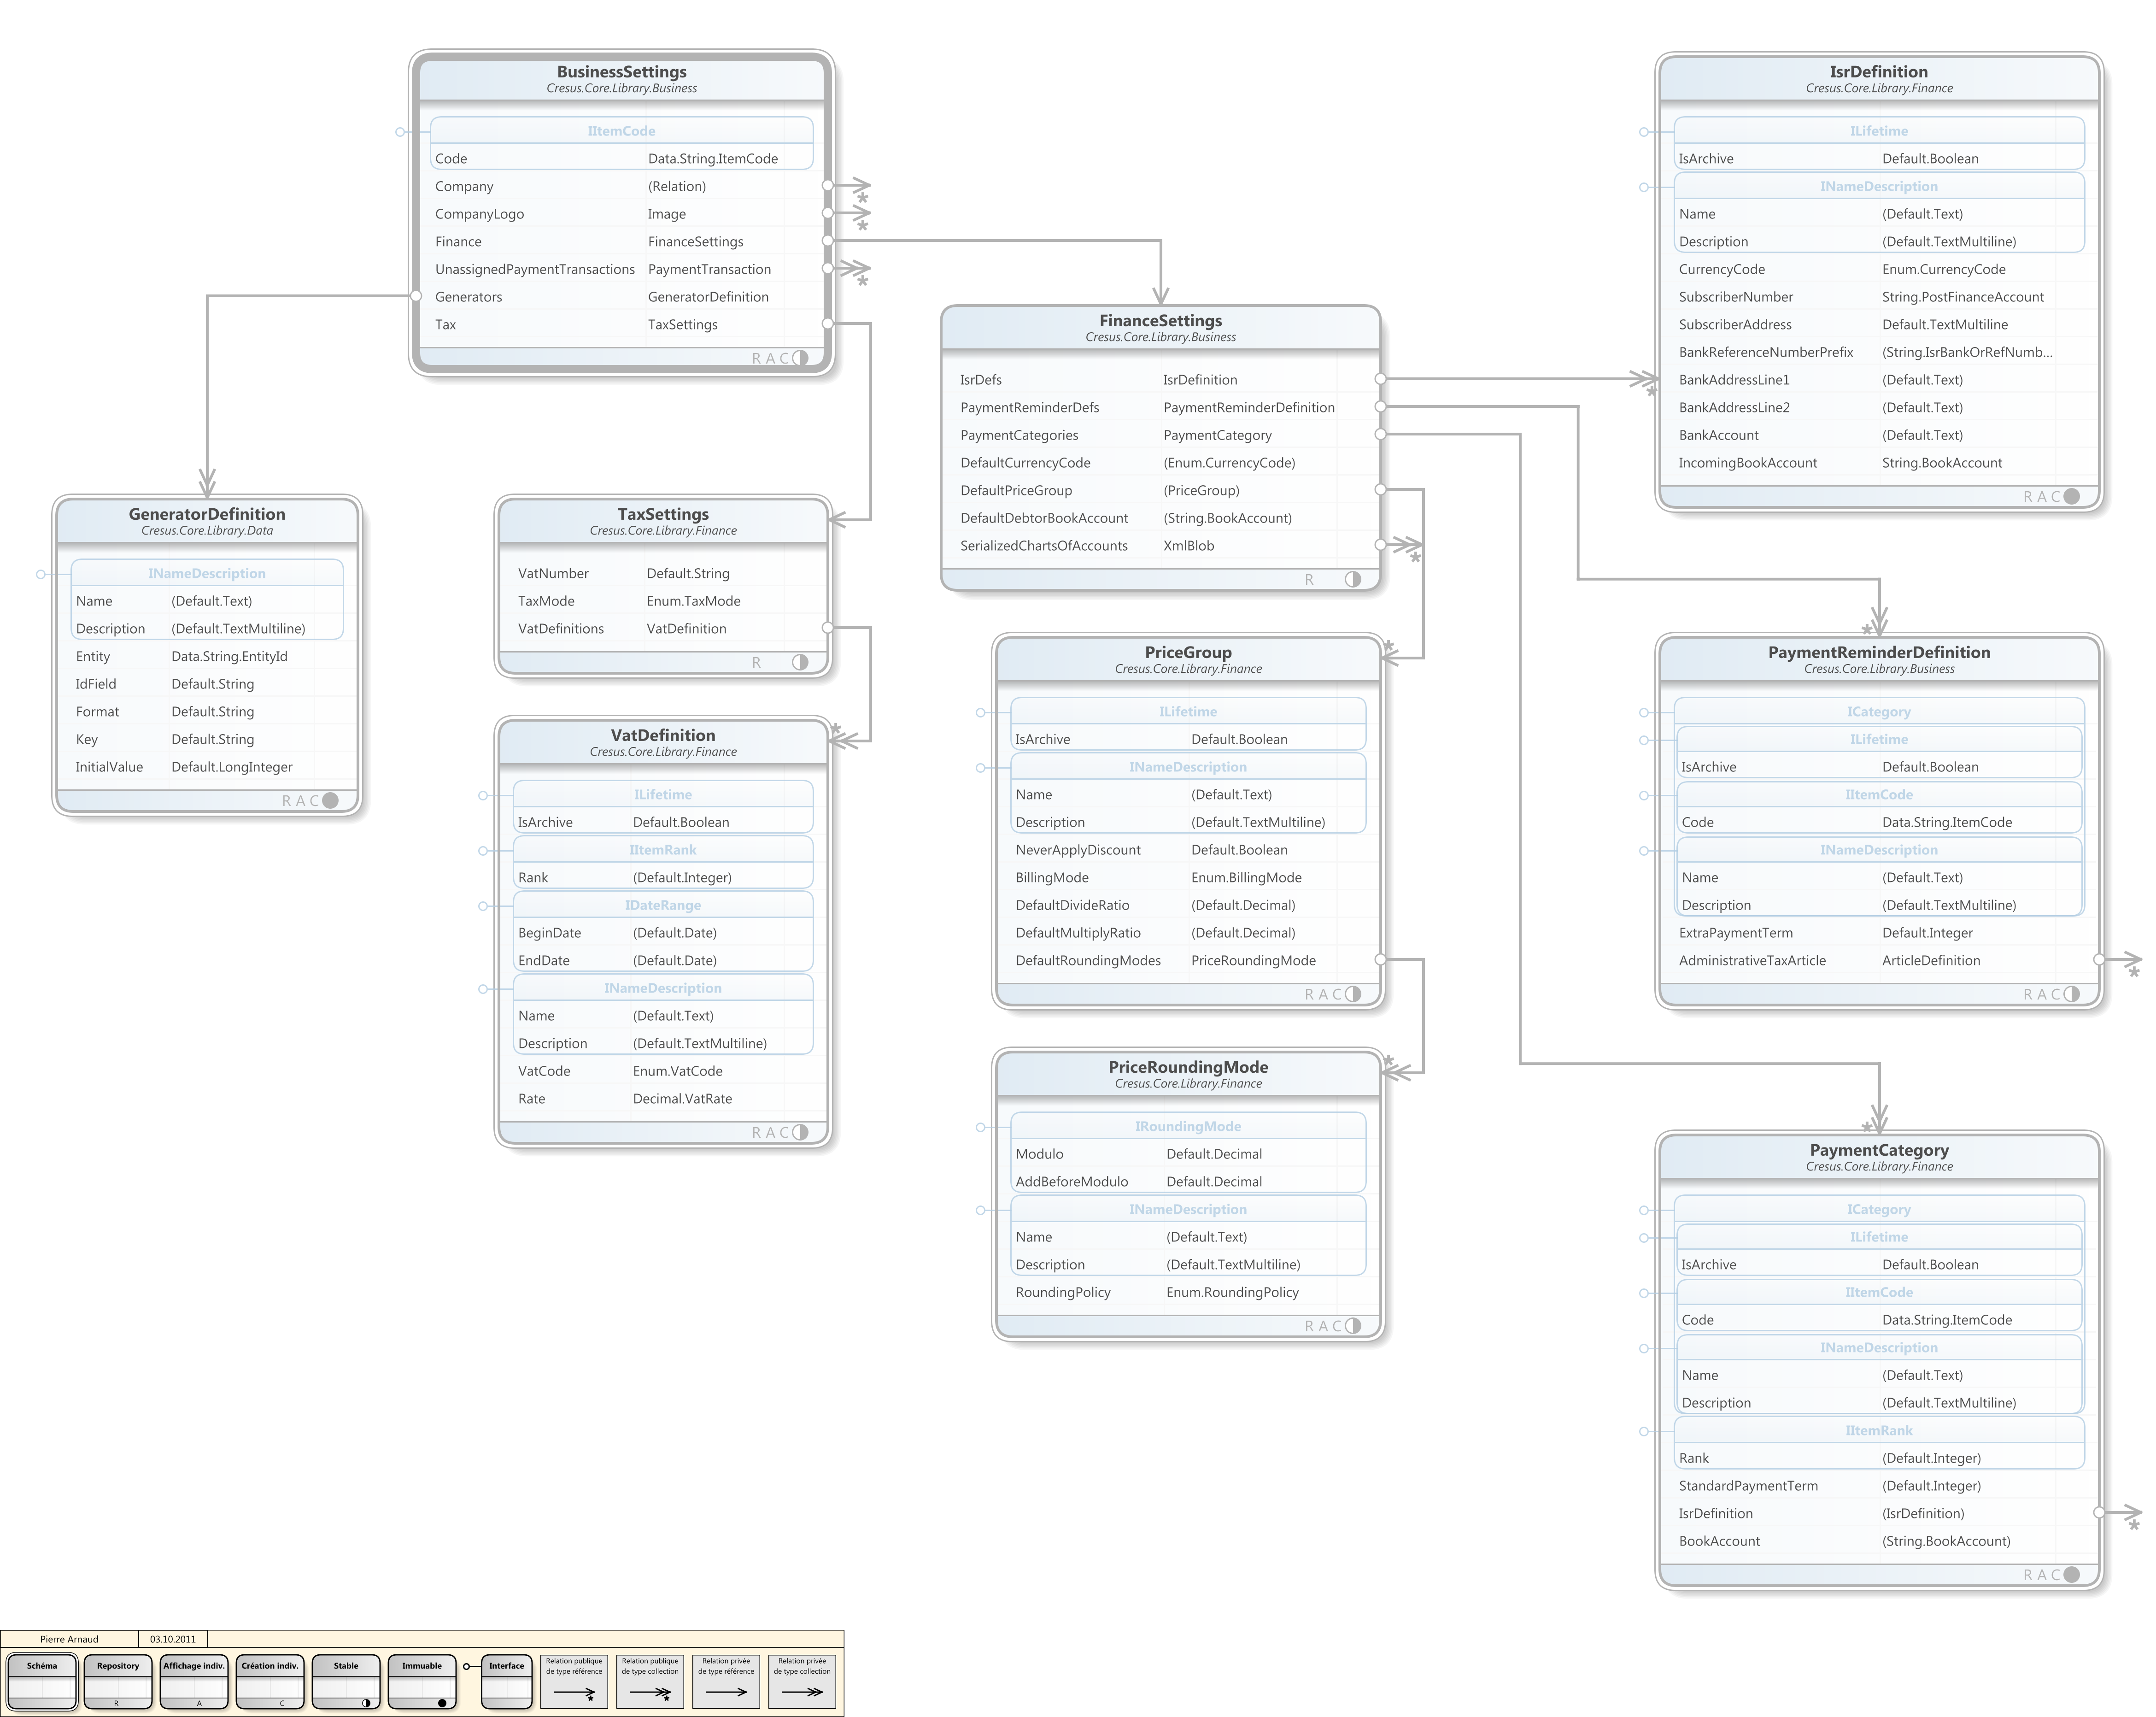 BusinessSettings
Cresus.Core.Library.Business
IItemCode
Code Data.String.ItemCode
Company (Relation)
*
CompanyLogo Image
*
Finance FinanceSettings
UnassignedPaymentTransactions PaymentTransaction
*
Generators GeneratorDefinition
Tax TaxSettings
R A C
IsrDefinition
Cresus.Core.Library.Finance
ILifetime
IsArchive Default.Boolean
INameDescription
Name (Default.Text)
Description (Default.TextMultiline)
CurrencyCode Enum.CurrencyCode
SubscriberNumber String.PostFinanceAccount
SubscriberAddress Default.TextMultiline
BankReferenceNumberPrefix (String.IsrBankOrRefNumb...
BankAddressLine1 (Default.Text)
*
BankAddressLine2 (Default.Text)
BankAccount (Default.Text)
IncomingBookAccount String.BookAccount
R A C
FinanceSettings
Cresus.Core.Library.Business
IsrDefs IsrDefinition
PaymentReminderDefs PaymentReminderDefinition
PaymentCategories PaymentCategory
DefaultCurrencyCode (Enum.CurrencyCode)
DefaultPriceGroup (PriceGroup)
DefaultDebtorBookAccount (String.BookAccount)
SerializedChartsOfAccounts XmlBlob
*
R
GeneratorDefinition
Cresus.Core.Library.Data
INameDescription
Name (Default.Text)
Description (Default.TextMultiline)
Entity Data.String.EntityId
IdField Default.String
Format Default.String
Key Default.String
InitialValue Default.LongInteger
R A C
TaxSettings
Cresus.Core.Library.Finance
VatNumber Default.String
TaxMode Enum.TaxMode
VatDefinitions VatDefinition
R
*
VatDefinition
Cresus.Core.Library.Finance
ILifetime
IsArchive Default.Boolean
IItemRank
Rank (Default.Integer)
IDateRange
BeginDate (Default.Date)
EndDate (Default.Date)
INameDescription
Name (Default.Text)
Description (Default.TextMultiline)
VatCode Enum.VatCode
Rate Decimal.VatRate
R A C
*
PriceGroup
Cresus.Core.Library.Finance
ILifetime
IsArchive Default.Boolean
INameDescription
Name (Default.Text)
Description (Default.TextMultiline)
NeverApplyDiscount Default.Boolean
BillingMode Enum.BillingMode
DefaultDivideRatio (Default.Decimal)
DefaultMultiplyRatio (Default.Decimal)
DefaultRoundingModes PriceRoundingMode
R A C
*
PriceRoundingMode
Cresus.Core.Library.Finance
IRoundingMode
Modulo Default.Decimal
AddBeforeModulo Default.Decimal
INameDescription
Name (Default.Text)
Description (Default.TextMultiline)
RoundingPolicy Enum.RoundingPolicy
R A C
*
PaymentReminderDefinition
Cresus.Core.Library.Business
ICategory
ILifetime
IsArchive Default.Boolean
IItemCode
Code Data.String.ItemCode
INameDescription
Name (Default.Text)
Description (Default.TextMultiline)
ExtraPaymentTerm Default.Integer
AdministrativeTaxArticle ArticleDefinition
*
R A C
*
PaymentCategory
Cresus.Core.Library.Finance
ICategory
ILifetime
IsArchive Default.Boolean
IItemCode
Code Data.String.ItemCode
INameDescription
Name (Default.Text)
Description (Default.TextMultiline)
IItemRank
Rank (Default.Integer)
StandardPaymentTerm (Default.Integer)
IsrDefinition (IsrDefinition)
*
BookAccount (String.BookAccount)
R A C
Pierre Arnaud 03.10.2011
Schéma
Repository
R
Affichage indiv.
A
Création indiv.
C
Stable
Immuable
Interface
Relation publique
de type référence
*
Relation publique
de type collection
*
Relation privée
de type référence
Relation privée
de type collection